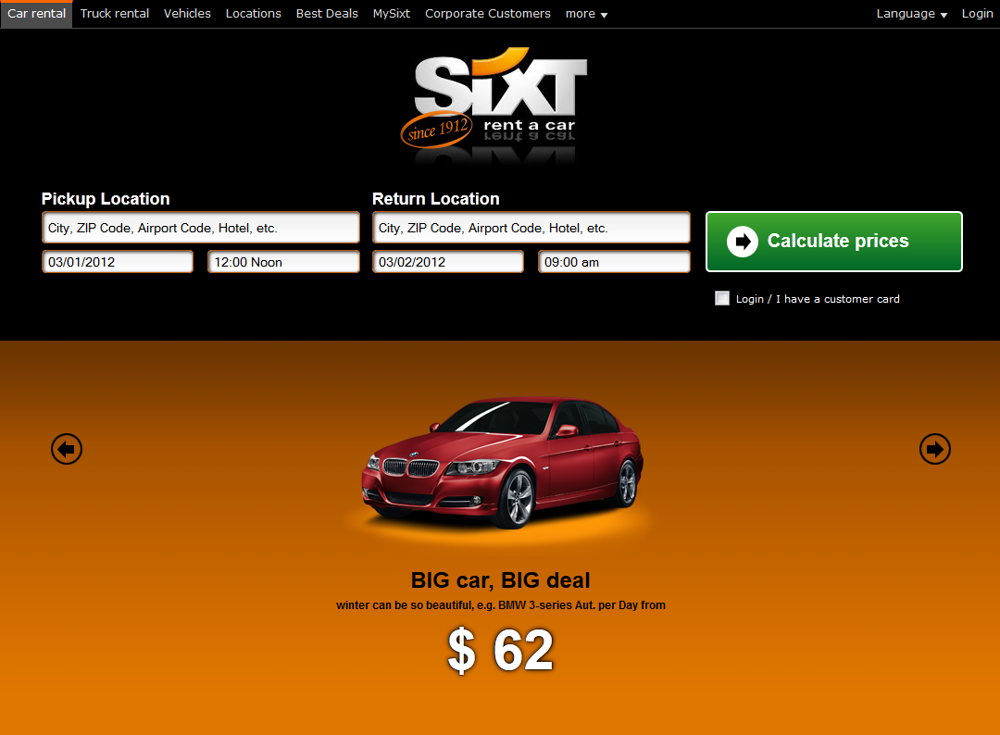 Car rental Truck rental Vehicles Locations Best Deals MySixt Corporate Customers more Language Login
SIXT
since 1912
rent a car
Pickup Location Return Location
City, ZIP Code, Airport Code, Hotel, etc. City, ZIP Code, Airport Code, Hotel, etc.
Calculate prices
03/01/2012 12:00 Noon 03/02/2012 09:00 am
Login / I have a customer card
BIG car, BIG deal
winter can be so beautiful, e.g. BMW 3-series Aut. per Day from
$ 62